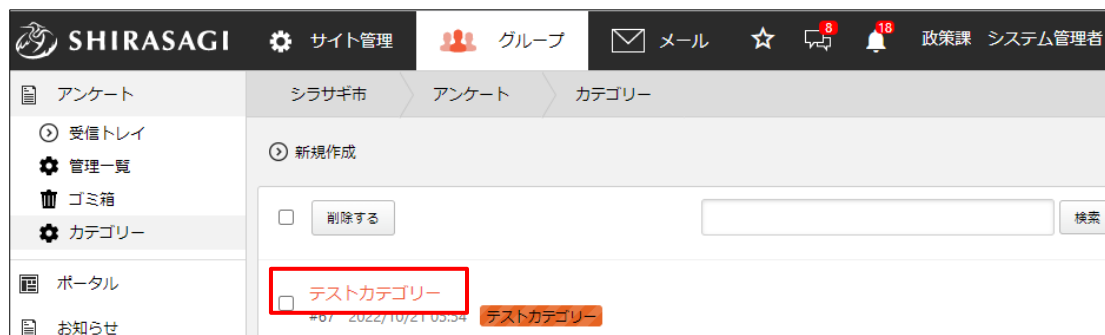 SHIRASAGI サイト管理 グループ メール 8 18 政策課 システム管理者
アンケート
受信トレイ
管理一覧
ゴミ箱
カテゴリー
ポータル
お知らせ
シラサギ市 アンケート カテゴリー
新規作成
削除する 検索
テストカテゴリー
#67 2022/10/21 05:54 テストカテゴリー